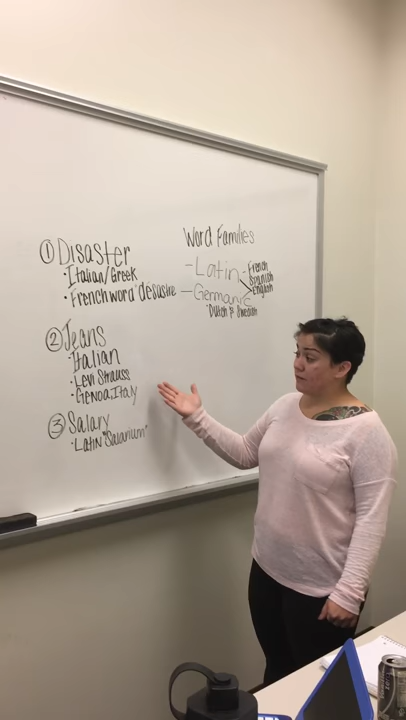 ① Disaster
• Italian/Greek
• French word "desastre
② Jeans
• Italian
• Levi Strauss
• Genoa, Italy
③ Salary
• Latin "Salarium"
Word Families
- Latin - French
Spanish
English
- Germanic
• Dutch & Swedish